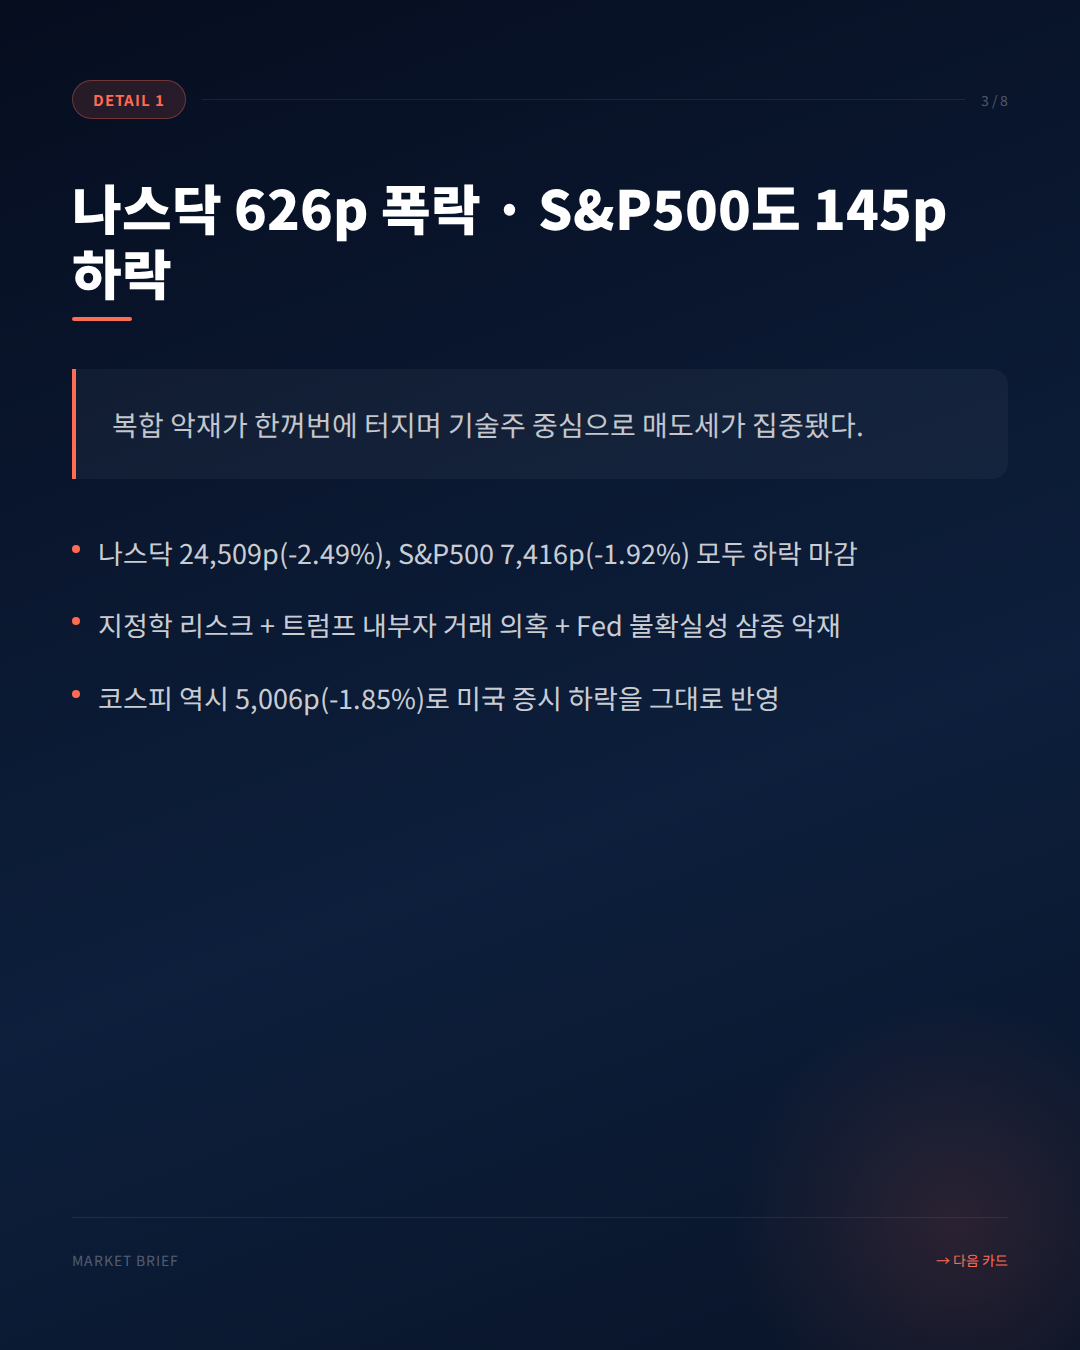 DETAIL 1
3 / 8
나스닥 626p 폭락 · S&P500도 145p
하락
복합 악재가 한꺼번에 터지며 기술주 중심으로 매도세가 집중됐다.
나스닥 24,509p(-2.49%), S&P500 7,416p(-1.92%) 모두 하락 마감
지정학 리스크 + 트럼프 내부자 거래 의혹 + Fed 불확실성 삼중 악재
코스피 역시 5,006p(-1.85%)로 미국 증시 하락을 그대로 반영
MARKET BRIEF
→ 다음 카드